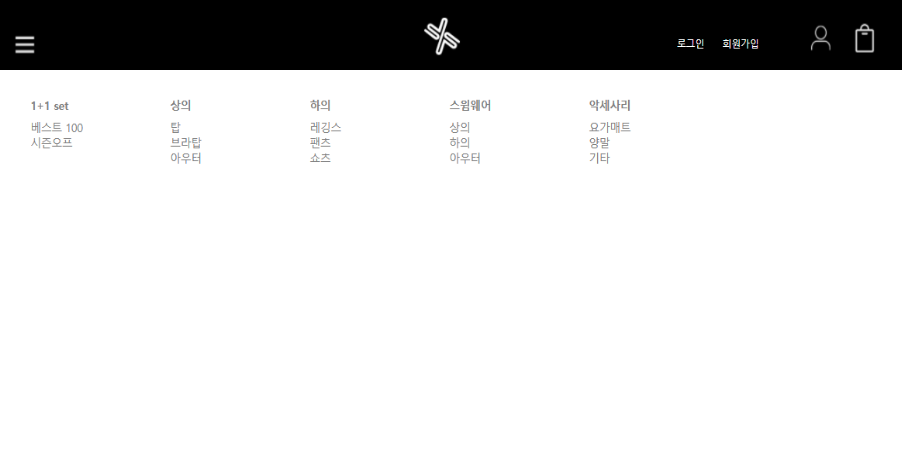 로그인 회원가입
1+1 set
베스트 100
시즌오프
상의
탑
브라탑
아우터
하의
레깅스
팬츠
쇼츠
스윔웨어
상의
하의
아우터
악세사리
요가매트
양말
기타